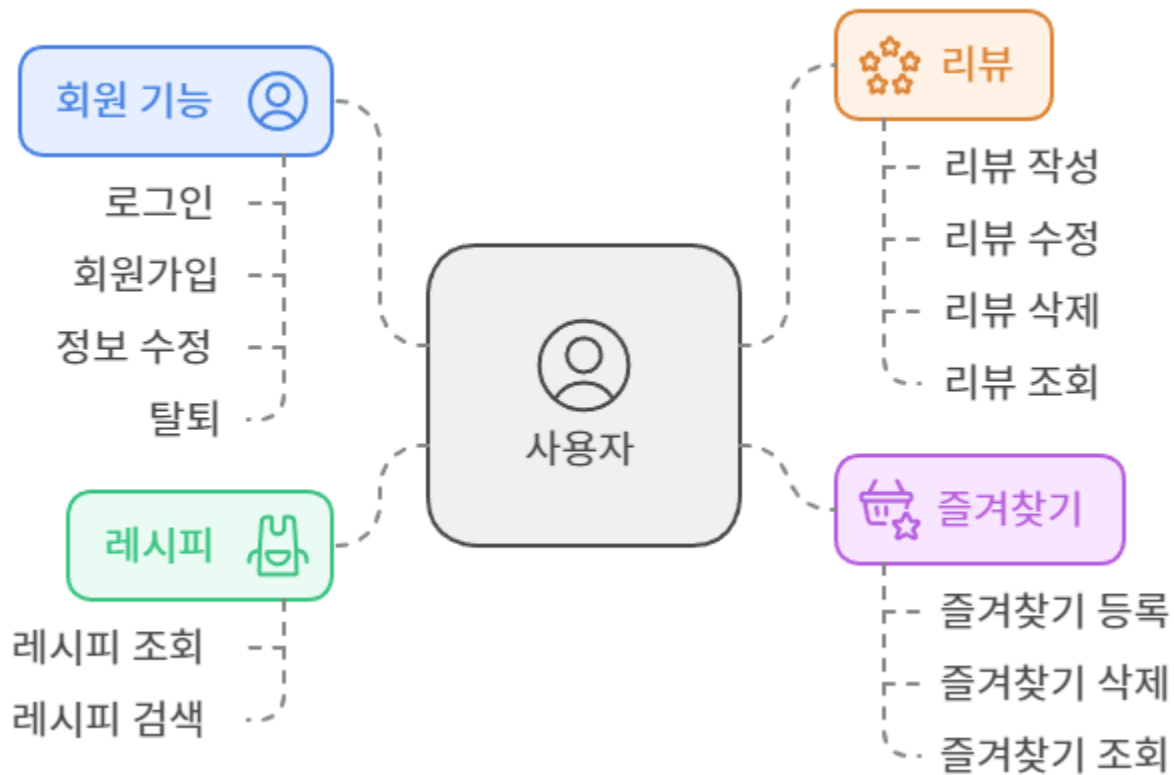 회원 기능
로그인
회원가입
정보 수정
탈퇴
레시피
레시피 조회
레시피 검색
사용자
리뷰
리뷰 작성
리뷰 수정
리뷰 삭제
리뷰 조회
즐겨찾기
즐겨찾기 등록
즐겨찾기 삭제
즐겨찾기 조회